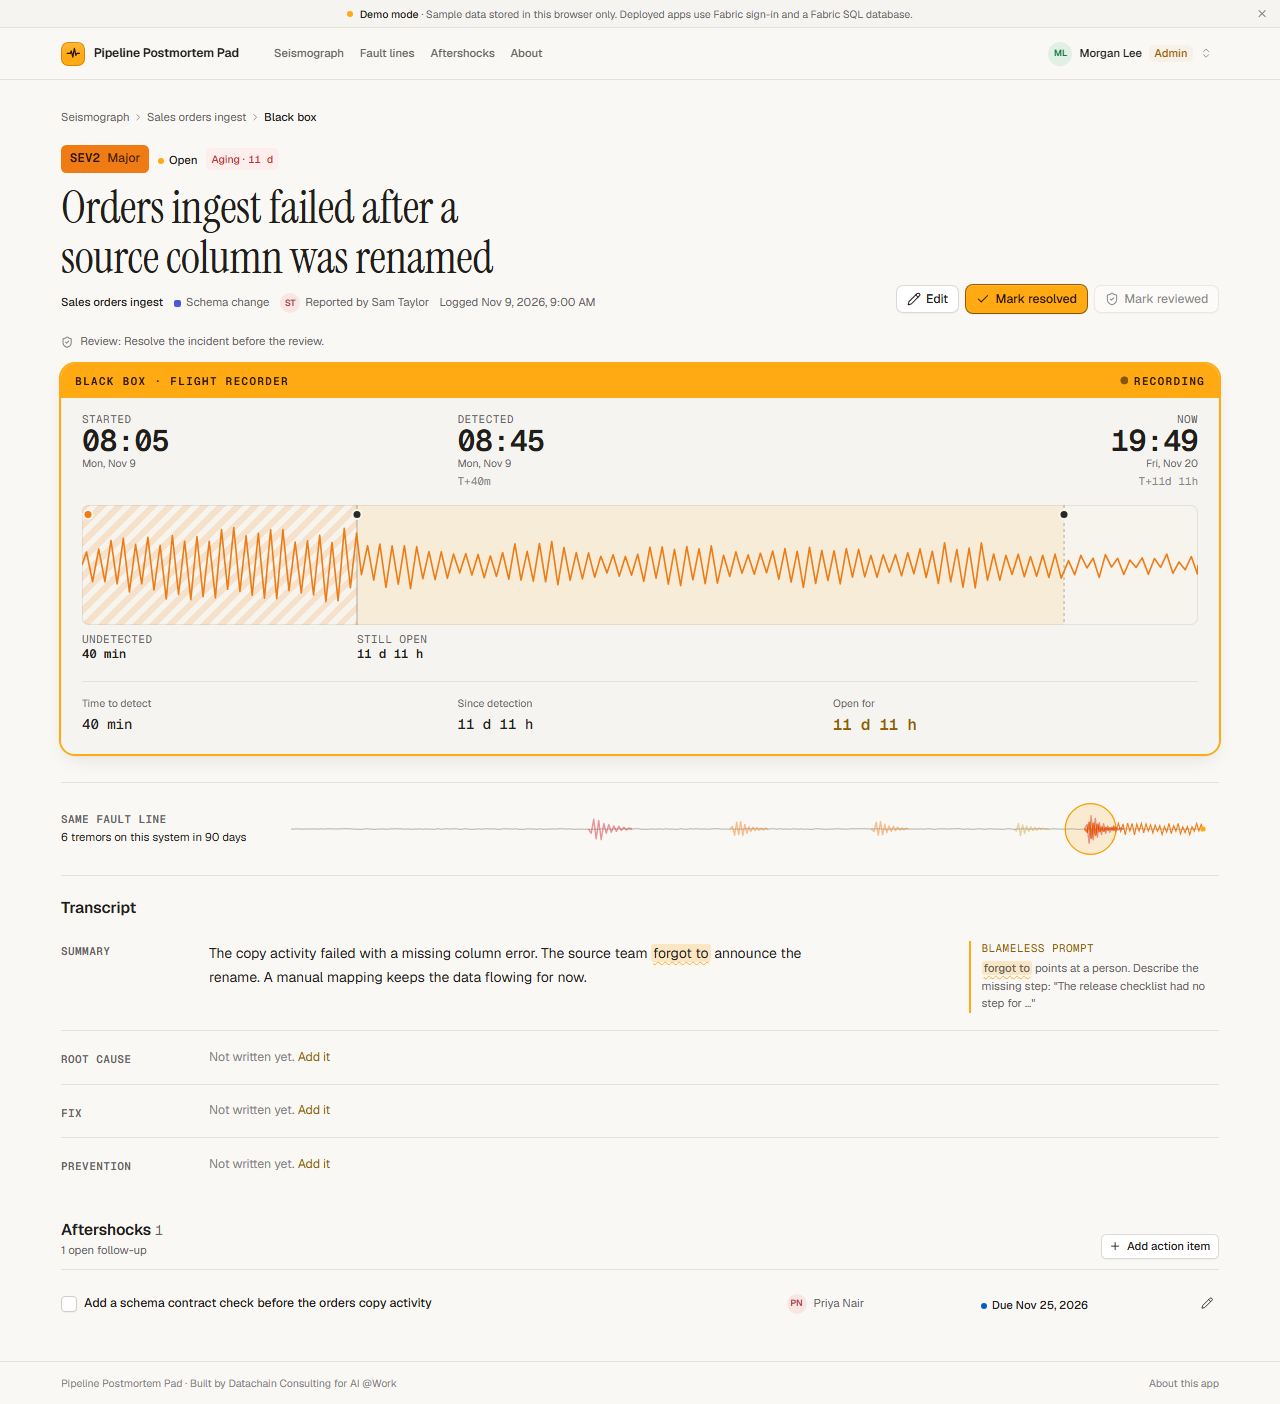 Demo mode · Sample data stored in this browser only. Deployed apps use Fabric sign-in and a Fabric SQL database.
Pipeline Postmortem Pad
Seismograph
Fault lines
Aftershocks
About
ML
Morgan Lee
Admin
Seismograph
Sales orders ingest
Black box
SEV2 Major
Open
Aging · 11 d
Orders ingest failed after a
source column was renamed
Sales orders ingest
Schema change
ST
Reported by Sam Taylor
Logged Nov 9, 2026, 9:00 AM
Edit
Mark resolved
Mark reviewed
Review: Resolve the incident before the review.
BLACK BOX · FLIGHT RECORDER
RECORDING
STARTED
08:05
Mon, Nov 9
DETECTED
08:45
Mon, Nov 9
T+40m
NOW
19:49
Fri, Nov 20
T+11d 11h
UNDETECTED
40 min
STILL OPEN
11 d 11 h
Time to detect
40 min
Since detection
11 d 11 h
Open for
11 d 11 h
SAME FAULT LINE
6 tremors on this system in 90 days
Transcript
SUMMARY
The copy activity failed with a missing column error. The source team forgot to announce the
rename. A manual mapping keeps the data flowing for now.
BLAMELESS PROMPT
forgot to points at a person. Describe the
missing step: "The release checklist had no
step for …"
ROOT CAUSE
Not written yet. Add it
FIX
Not written yet. Add it
PREVENTION
Not written yet. Add it
Aftershocks 1
1 open follow-up
Add action item
Add a schema contract check before the orders copy activity
PN
Priya Nair
Due Nov 25, 2026
Pipeline Postmortem Pad · Built by Datachain Consulting for AI @Work
About this app